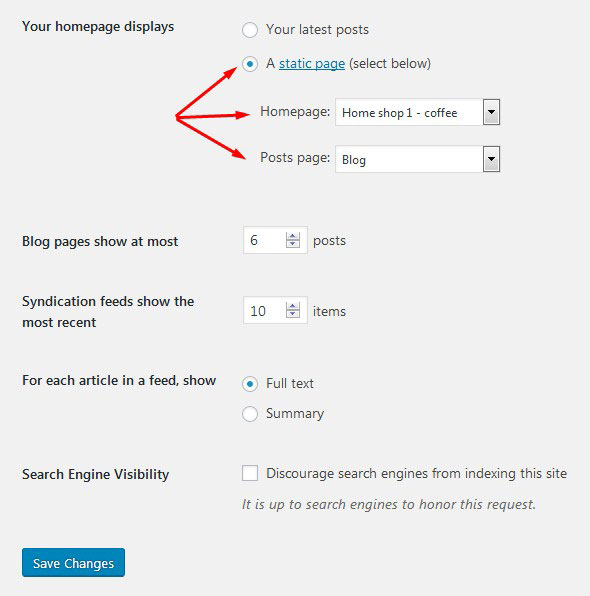 Your homepage displays
Your latest posts
A static page (select below)
Homepage: Home shop 1 - coffee
Posts page: Blog
Blog pages show at most 6 posts
Syndication feeds show the
most recent
10 items
For each article in a feed, show
Full text
Summary
Search Engine Visibility
Discourage search engines from indexing this site
It is up to search engines to honor this request.
Save Changes